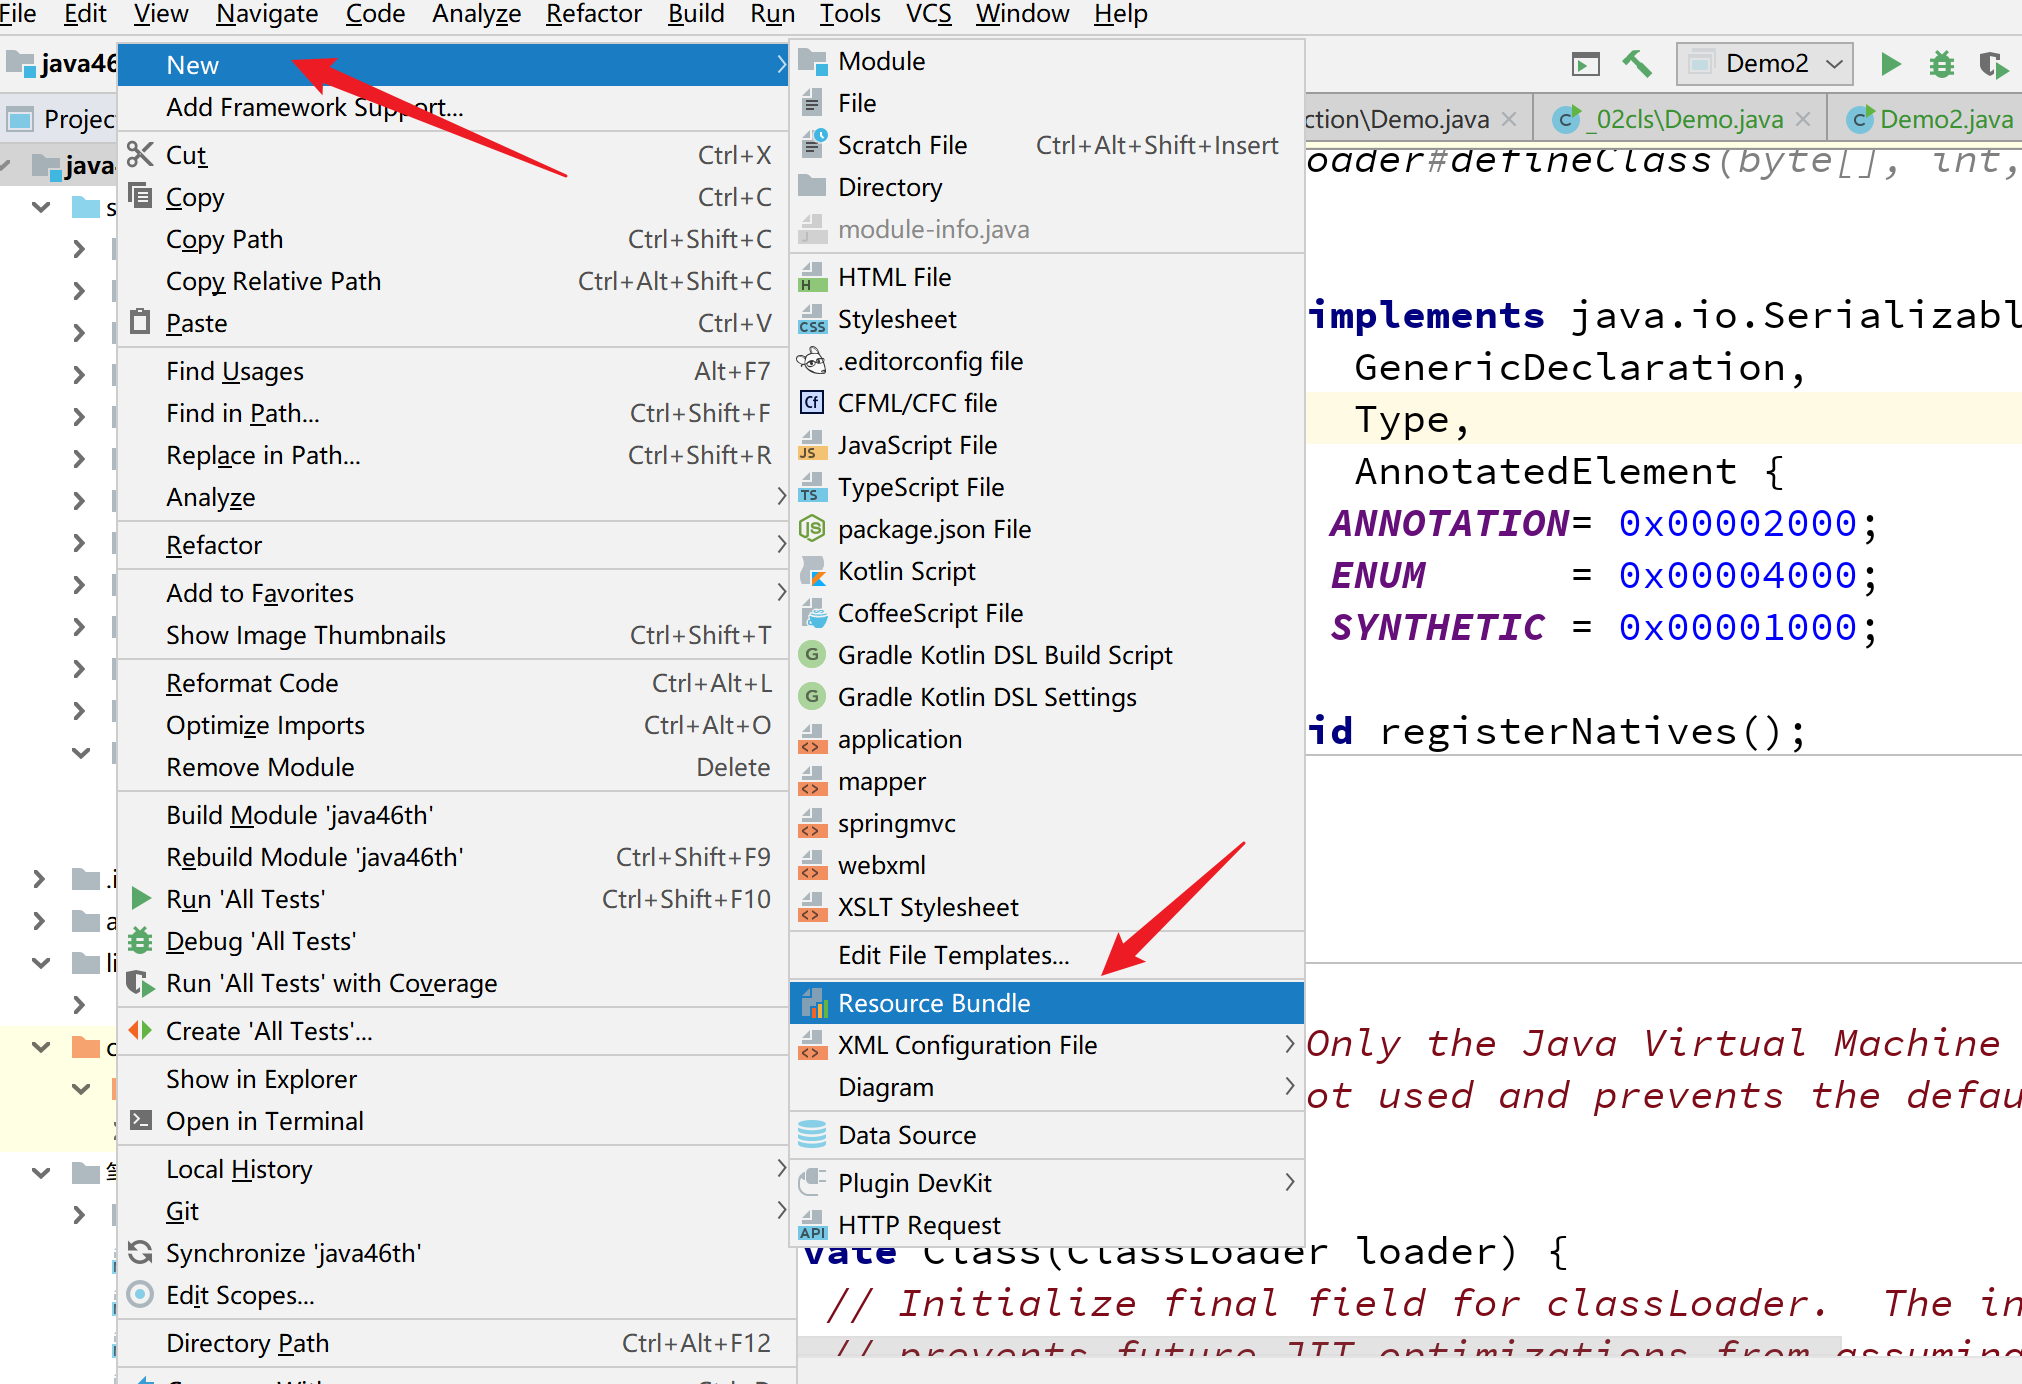 File Edit View Navigate Code Analyze Refactor Build Run Tools VCS Window Help
java46
Demo2
Projec
ction\Demo.java
_02cls\Demo.java
Demo2.java
java
New
Add Framework Support...
Cut Ctrl+X
Copy Ctrl+C
Copy Path Ctrl+Shift+C
Copy Relative Path Ctrl+Alt+Shift+C
Paste Ctrl+V
Find Usages Alt+F7
Find in Path... Ctrl+Shift+F
Replace in Path... Ctrl+Shift+R
Analyze
Refactor
Add to Favorites
Show Image Thumbnails Ctrl+Shift+T
Reformat Code Ctrl+Alt+L
Optimize Imports Ctrl+Alt+O
Remove Module Delete
Build Module 'java46th'
Rebuild Module 'java46th' Ctrl+Shift+F9
Run 'All Tests' Ctrl+Shift+F10
Debug 'All Tests'
Run 'All Tests' with Coverage
Create 'All Tests'...
Show in Explorer
Open in Terminal
Local History
Git
Synchronize 'java46th'
Edit Scopes...
Directory Path Ctrl+Alt+F12
Module
File
Scratch File Ctrl+Alt+Shift+Insert
Directory
module-info.java
HTML File
Stylesheet
.editorconfig file
CFML/CFC file
JavaScript File
TypeScript File
package.json File
Kotlin Script
CoffeeScript File
Gradle Kotlin DSL Build Script
Gradle Kotlin DSL Settings
application
mapper
springmvc
webxml
XSLT Stylesheet
Edit File Templates...
Resource Bundle
XML Configuration File
Diagram
Data Source
Plugin DevKit
HTTP Request
oader#defineClass(byte[], int,
implements java.io.Serializabl
GenericDeclaration,
Type,
AnnotatedElement {
ANNOTATION= 0x00002000;
ENUM = 0x00004000;
SYNTHETIC = 0x00001000;
id registerNatives();
Only the Java Virtual Machine
ot used and prevents the defau
vate Class(ClassLoader loader) {
// Initialize final field for classLoader. The in
// prevents future JIT optimizations from assuming